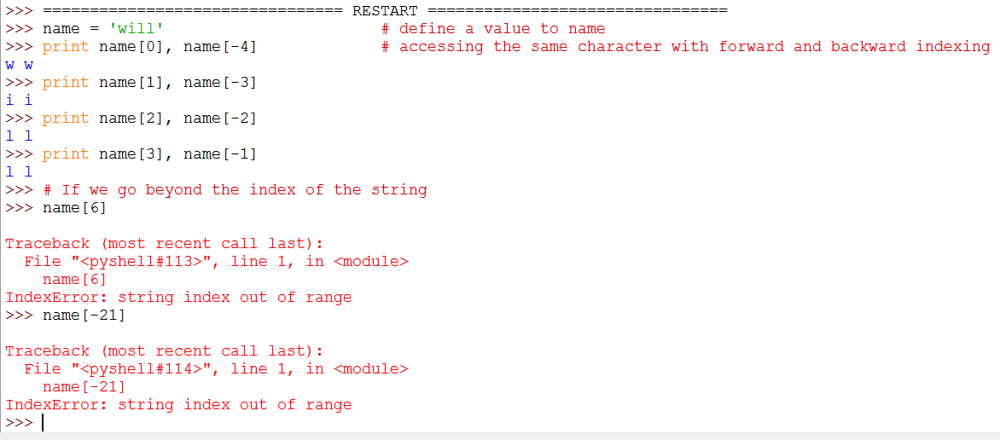 >>> ================================ RESTART ================================
>>> name = 'will' # define a value to name
>>> print name[0], name[-4] # accessing the same character with forward and backward indexing
w w
>>> print name[1], name[-3]
i i
>>> print name[2], name[-2]
l l
>>> print name[3], name[-1]
l l
>>> # If we go beyond the index of the string
>>> name[6]
Traceback (most recent call last):
File "<pyshell#113>", line 1, in <module>
name[6]
IndexError: string index out of range
>>> name[-21]
Traceback (most recent call last):
File "<pyshell#114>", line 1, in <module>
name[-21]
IndexError: string index out of range
>>>